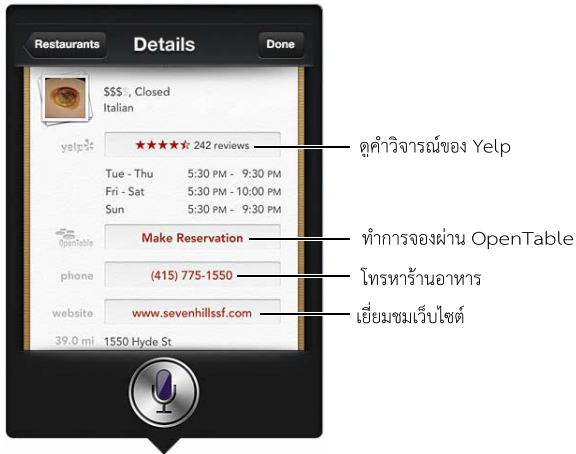 Restaurants Details Done
$$$$, Closed
Italian
yelp 242 reviews ดูคำวิจารณ์ของ Yelp
Tue - Thu 5:30 PM - 9:30 PM
Fri - Sat 5:30 PM - 10:00 PM
Sun 5:30 PM - 9:30 PM
OpenTable Make Reservation ทำการจองผ่าน OpenTable
phone (415) 775-1550 โทรหาร้านอาหาร
website www.sevenhillssf.com เยี่ยมชมเว็บไซต์
39.0 mi 1550 Hyde St